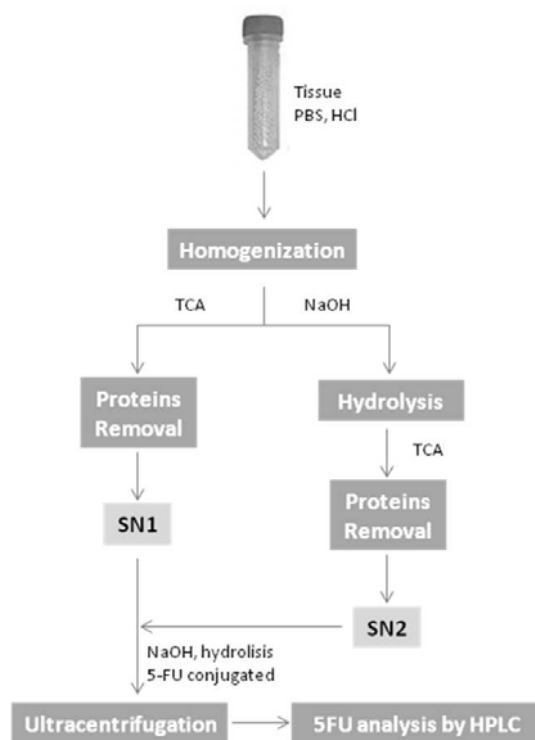 Tissue
PBS, HCl
Homogenization
TCA
NaOH
Proteins
Removal
Hydrolysis
TCA
SN1
Proteins
Removal
SN2
NaOH, hydrolisis
5-FU conjugated
Ultracentrifugation
5FU analysis by HPLC